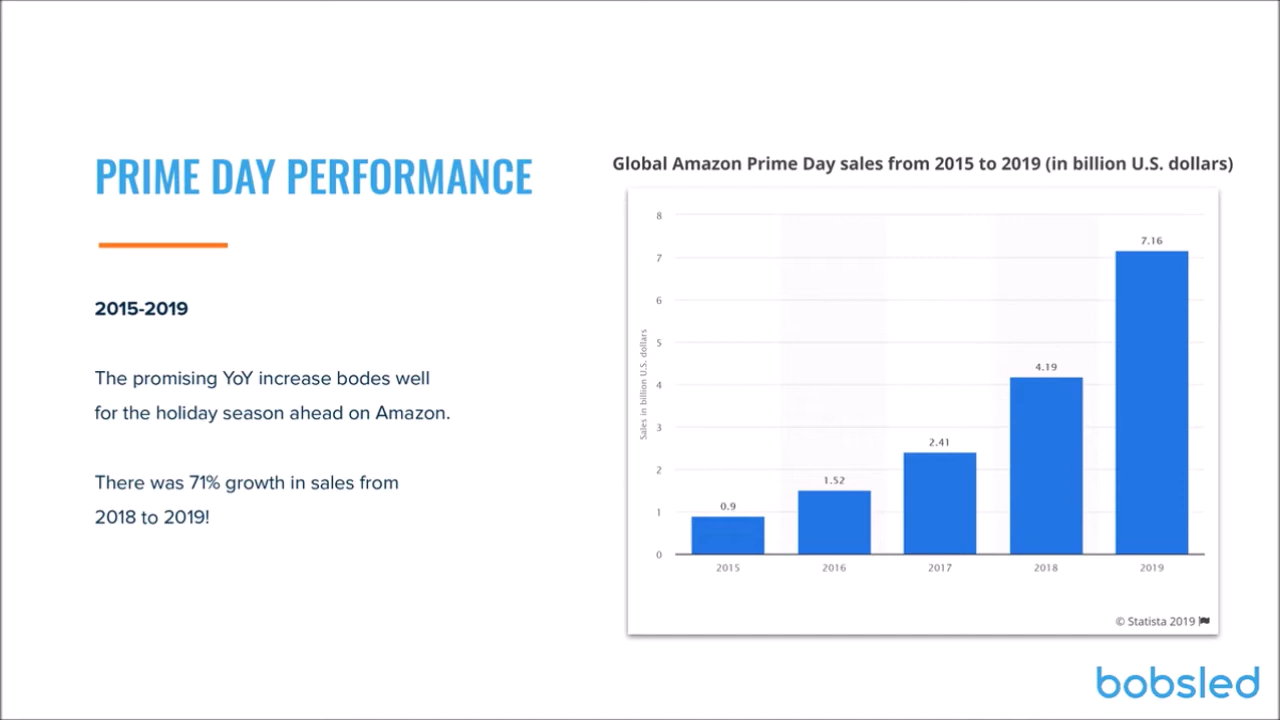 PRIME DAY PERFORMANCE
2015-2019
The promising YoY increase bodes well
for the holiday season ahead on Amazon.
There was 71% growth in sales from
2018 to 2019!
Global Amazon Prime Day sales from 2015 to 2019 (in billion U.S. dollars)
Sales in billion U.S. dollars
8
7
6
5
4
3
2
1
0
0.9
1.52
2.41
4.19
7.16
2015
2016
2017
2018
2019
© Statista 2019
bobsled